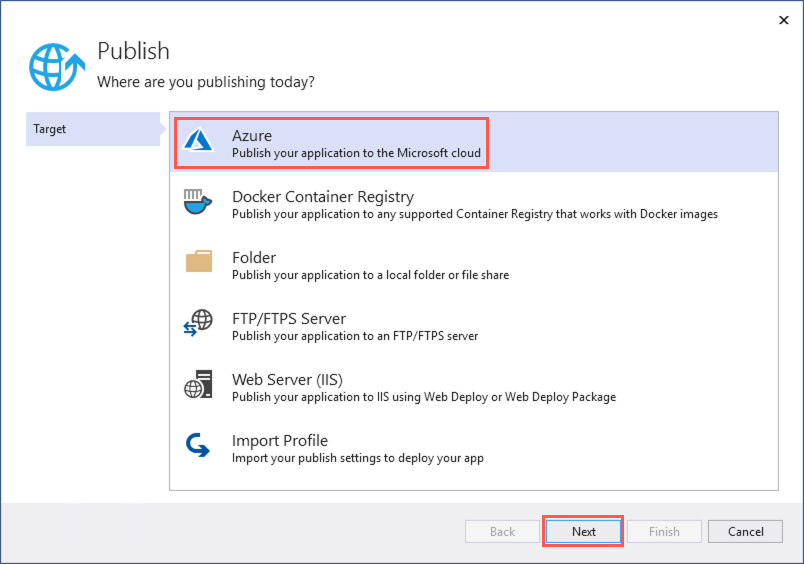 Publish
Where are you publishing today?
Target
Azure
Publish your application to the Microsoft cloud
Docker Container Registry
Publish your application to any supported Container Registry that works with Docker images
Folder
Publish your application to a local folder or file share
FTP/FTPS Server
Publish your application to an FTP/FTPS server
Web Server (IIS)
Publish your application to IIS using Web Deploy or Web Deploy Package
Import Profile
Import your publish settings to deploy your app
Back Next Finish Cancel